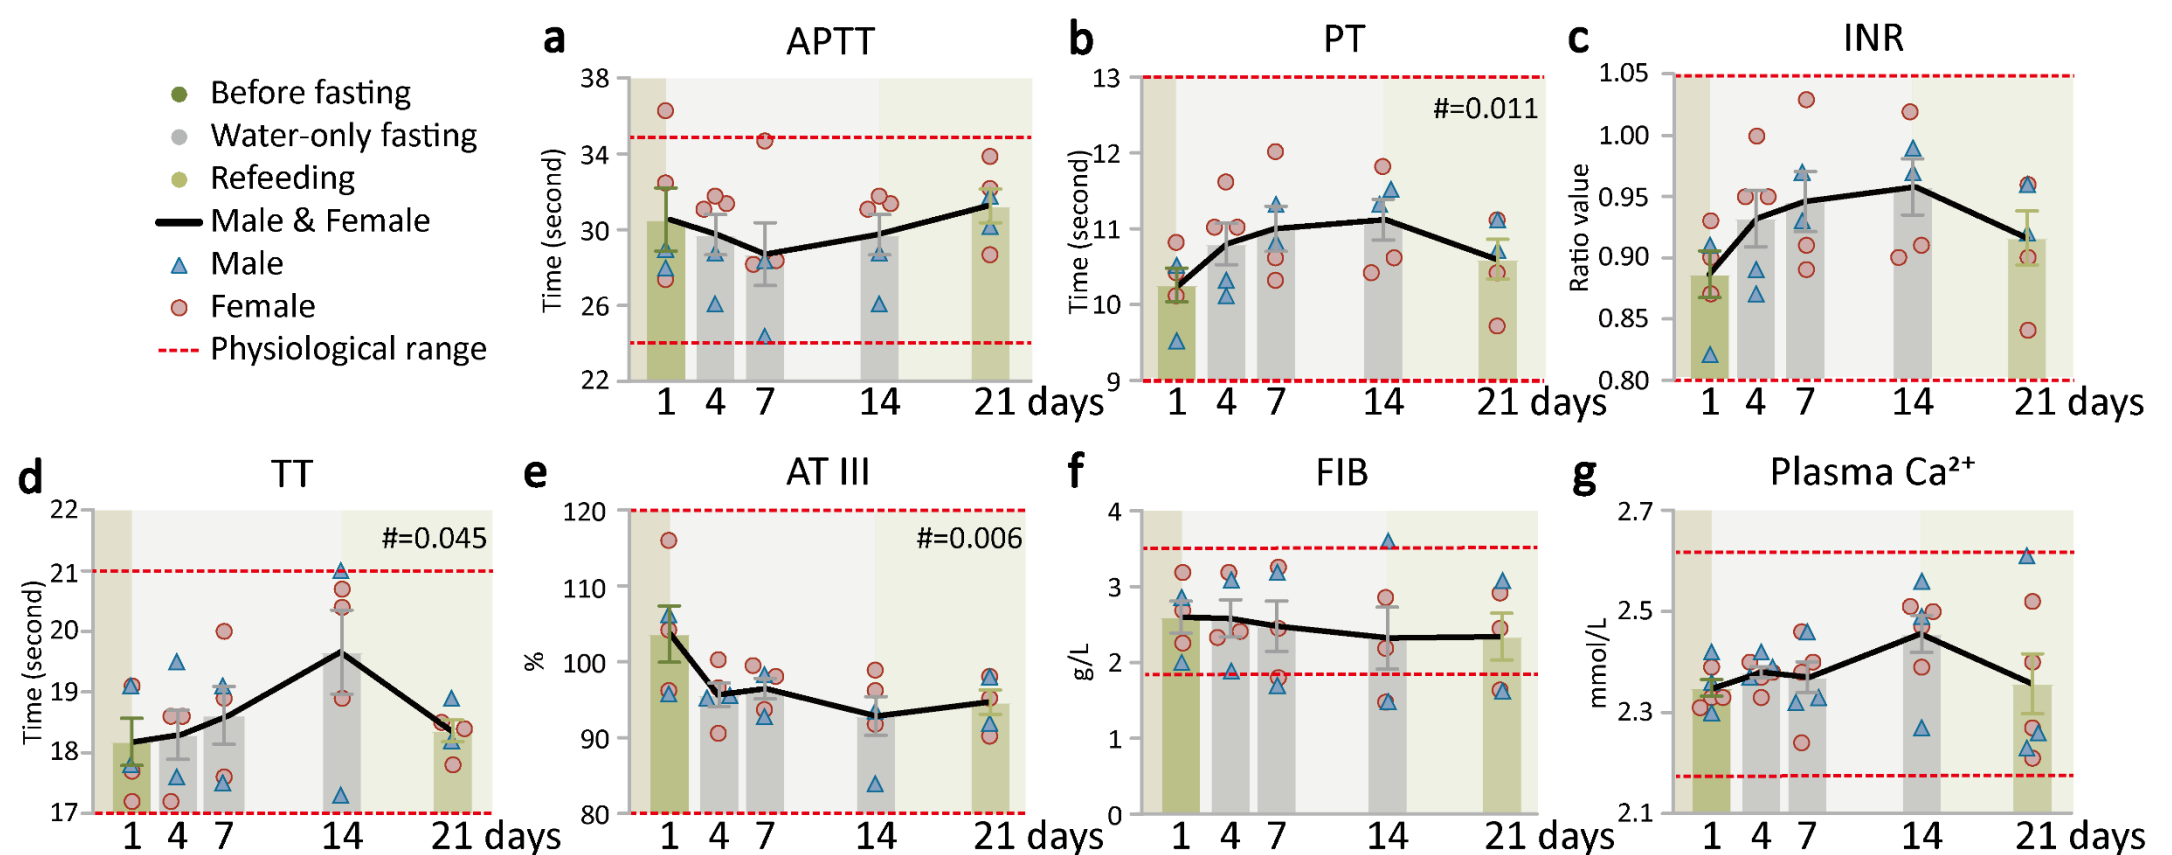 Before fasting
Water-only fasting
Refeeding
Male & Female
Male
Female
Physiological range
a APTT
Time (second)
38
34
30
26
22
1 4 7 14 21 days
b PT
#=0.011
Time (second)
13
12
11
10
9
1 4 7 14 21 days
c INR
Ratio value
1.05
1.00
0.95
0.90
0.85
0.80
1 4 7 14 21 days
d TT
#=0.045
Time (second)
22
21
20
19
18
17
1 4 7 14 21 days
e AT III
#=0.006
%
120
110
100
90
80
1 4 7 14 21 days
f FIB
g/L
4
3
2
1
0
1 4 7 14 21 days
g Plasma Ca²⁺
mmol/L
2.7
2.5
2.3
2.1
1 4 7 14 21 days